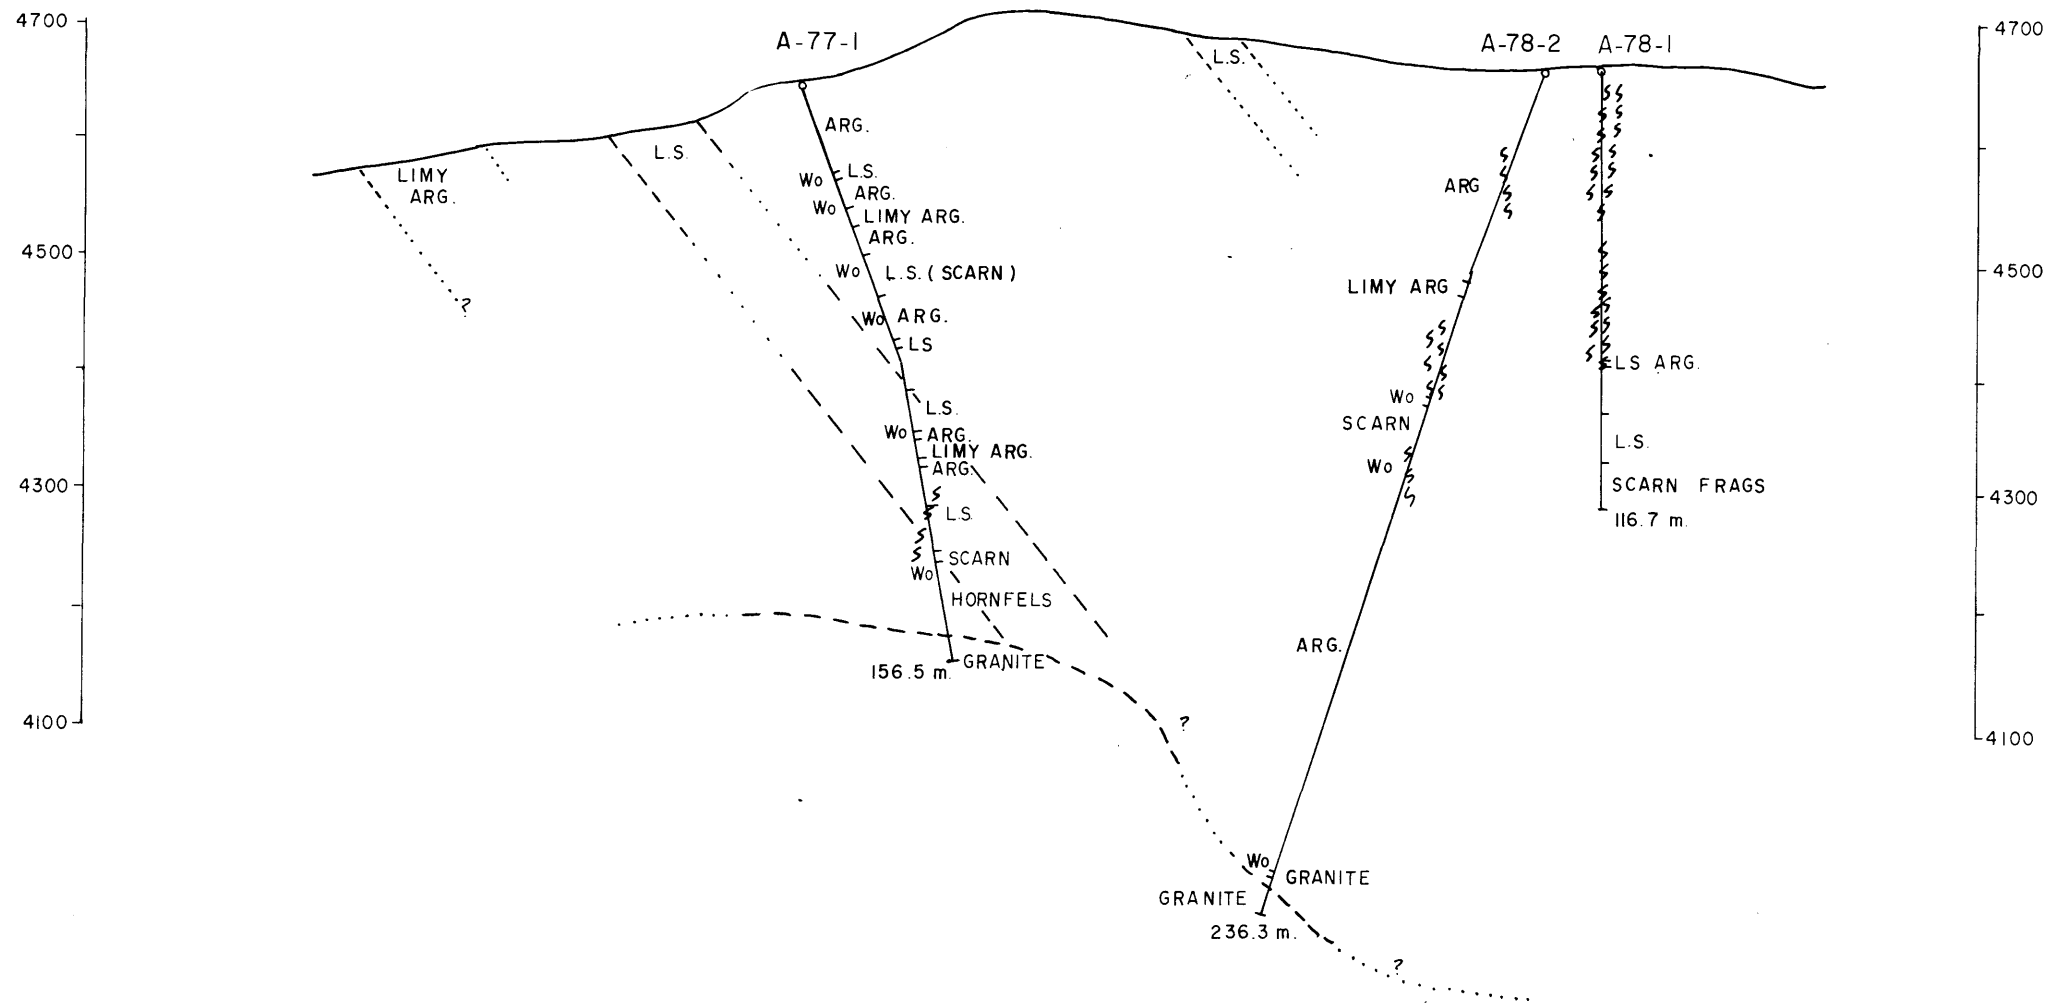 4700
4500
4300
4100
A-77-1
ARG.
Wo
L.S.
ARG.
Wo
LIMY ARG.
ARG.
Wo
L.S. (SCARN)
Wo
ARG.
LS
L.S.
Wo
ARG.
LIMY ARG.
ARG
L.S.
SCARN
Wo
HORNFELS
GRANITE
156.5 m.
LIMY
ARG.
?
L.S.
L.S.
?
A-78-2
ARG
LIMY ARG
Wo
SCARN
Wo
ARG.
Wo
GRANITE
GRANITE
236.3 m.
?
A-78-1
LS ARG.
L.S.
SCARN FRAGS
116.7 m.
4700
4500
4300
4100